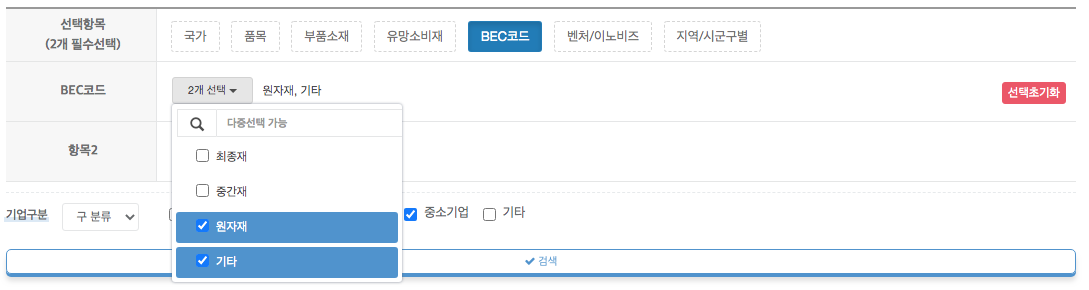 선택항목
(2개 필수선택)
국가 품목 부품소재 유망소비재 BEC코드 벤처/이노비즈 지역/시군구별
BEC코드 2개 선택 원자재, 기타 선택초기화
다중선택 가능
최종재
항목2
중간재
원자재
기업구분 구 분류 중소기업 기타
기타
검색